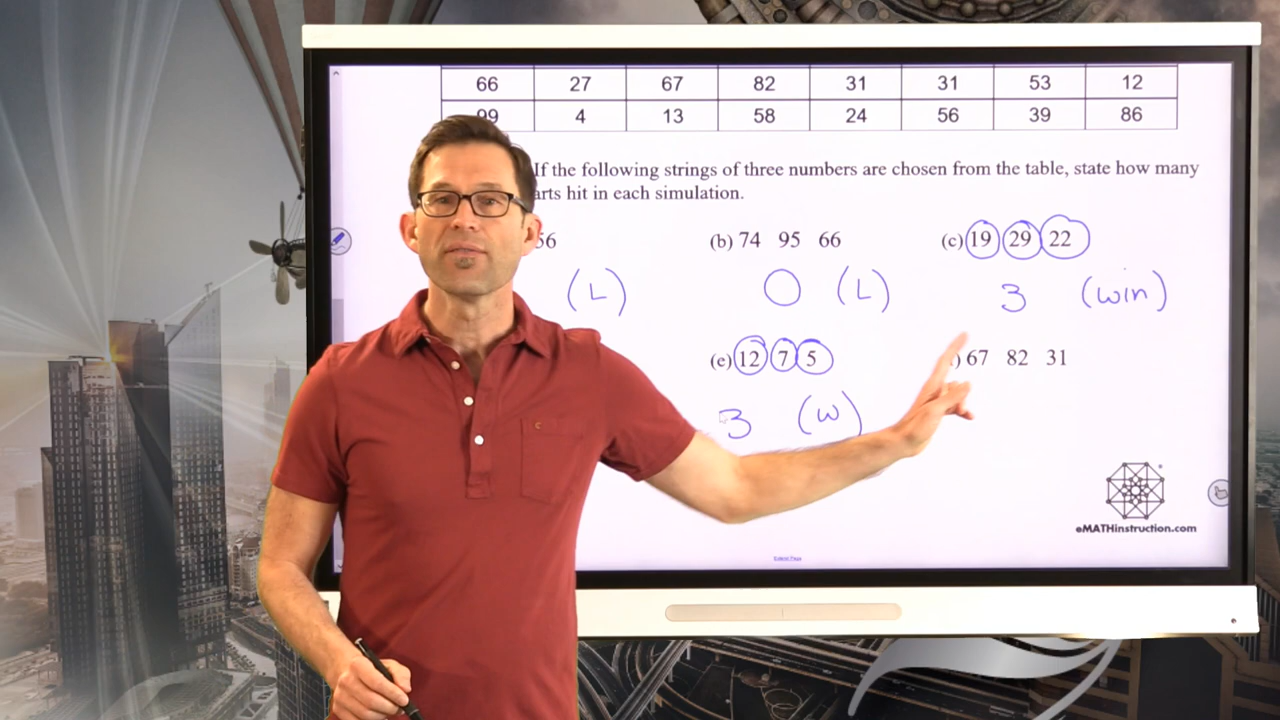 66 27 67 82 31 31 53 12
99 4 13 58 24 56 39 86
If the following strings of three numbers are chosen from the table, state how many
arts hit in each simulation.
56 (b) 74 95 66 (c) 19 29 22
(L) 0 (L) 3 (win)
(e) 12 7 5 ) 67 82 31
3 (W)
eMATHinstruction.com